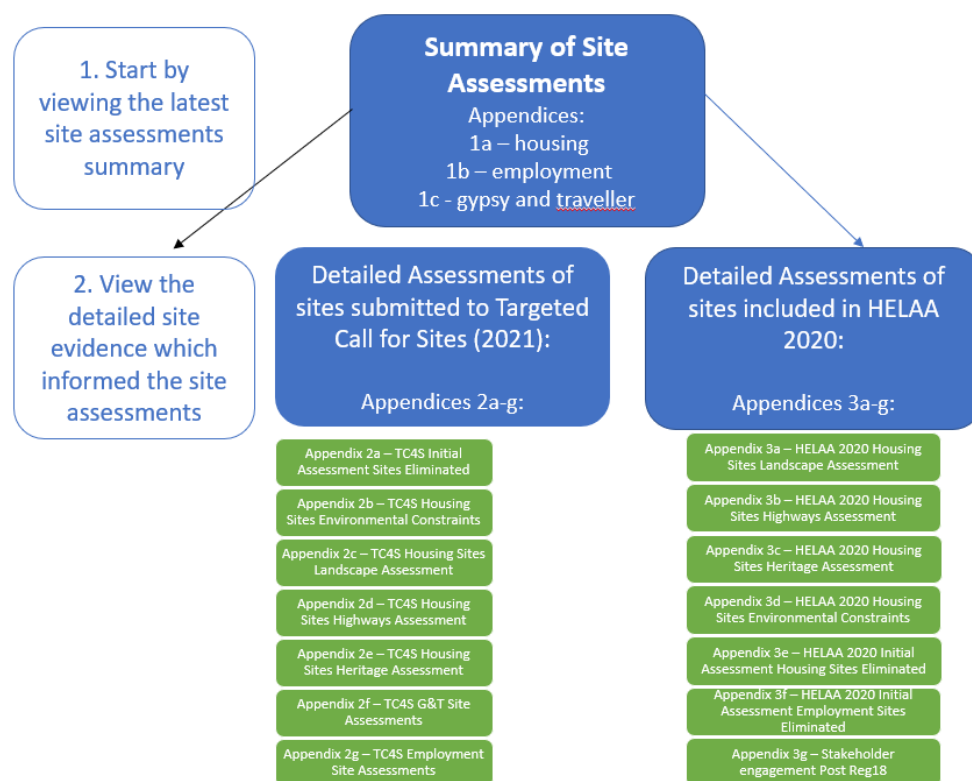 1. Start by
viewing the latest
site assessments
summary
Summary of Site
Assessments
Appendices:
1a – housing
1b – employment
1c - gypsy and traveller
2. View the
detailed site
evidence which
informed the site
assessments
Detailed Assessments of
sites submitted to Targeted
Call for Sites (2021):
Appendices 2a-g:
Detailed Assessments of
sites included in HELAA
2020:
Appendices 3a-g:
Appendix 2a – TC4S Initial
Assessment Sites Eliminated
Appendix 2b – TC4S Housing
Sites Environmental Constraints
Appendix 2c – TC4S Housing Sites
Landscape Assessment
Appendix 2d – TC4S Housing
Sites Highways Assessment
Appendix 2e – TC4S Housing
Sites Heritage Assessment
Appendix 2f – TC4S G&T Site
Assessments
Appendix 2g – TC4S Employment
Site Assessments
Appendix 3a – HELAA 2020 Housing
Sites Landscape Assessment
Appendix 3b – HELAA 2020 Housing
Sites Highways Assessment
Appendix 3c – HELAA 2020 Housing
Sites Heritage Assessment
Appendix 3d – HELAA 2020 Housing
Sites Environmental Constraints
Appendix 3e – HELAA 2020 Initial
Assessment Housing Sites Eliminated
Appendix 3f – HELAA 2020 Initial
Assessment Employment Sites
Eliminated
Appendix 3g – Stakeholder
engagement Post Reg18